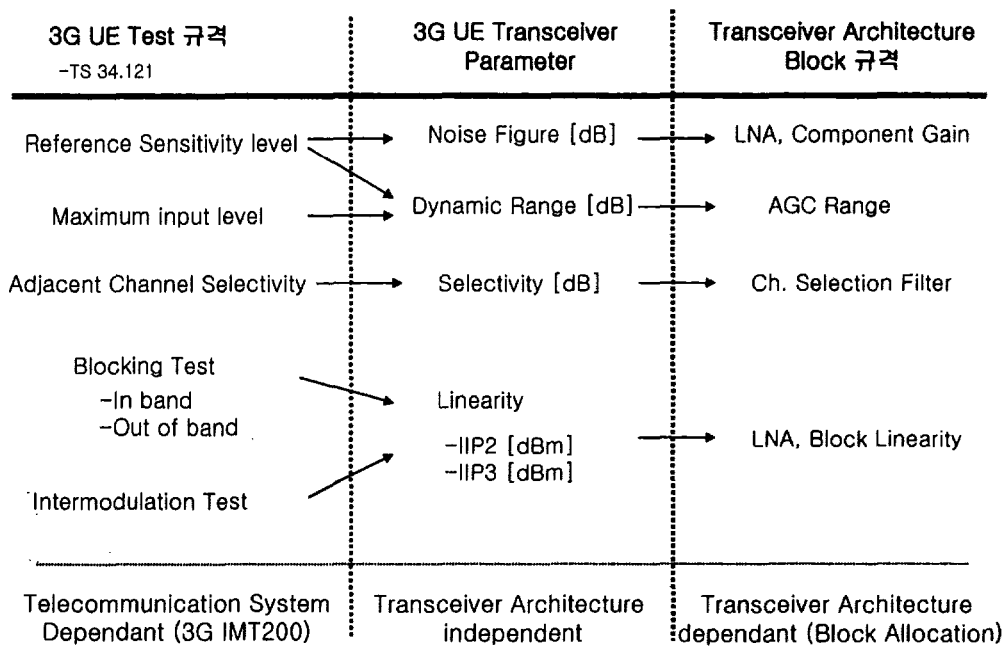 3G UE Test 규격
-TS 34.121
3G UE Transceiver
Parameter
Transceiver Architecture
Block 규격
Reference Sensitivity level
Noise Figure [dB]
LNA, Component Gain
Maximum input level
Dynamic Range [dB]
AGC Range
Adjacent Channel Selectivity
Selectivity [dB]
Ch. Selection Filter
Blocking Test
-In band
-Out of band
Linearity
-IIP2 [dBm]
-IIP3 [dBm]
LNA, Block Linearity
Intermodulation Test
Telecommunication System
Dependant (3G IMT200)
Transceiver Architecture
independent
Transceiver Architecture
dependant (Block Allocation)